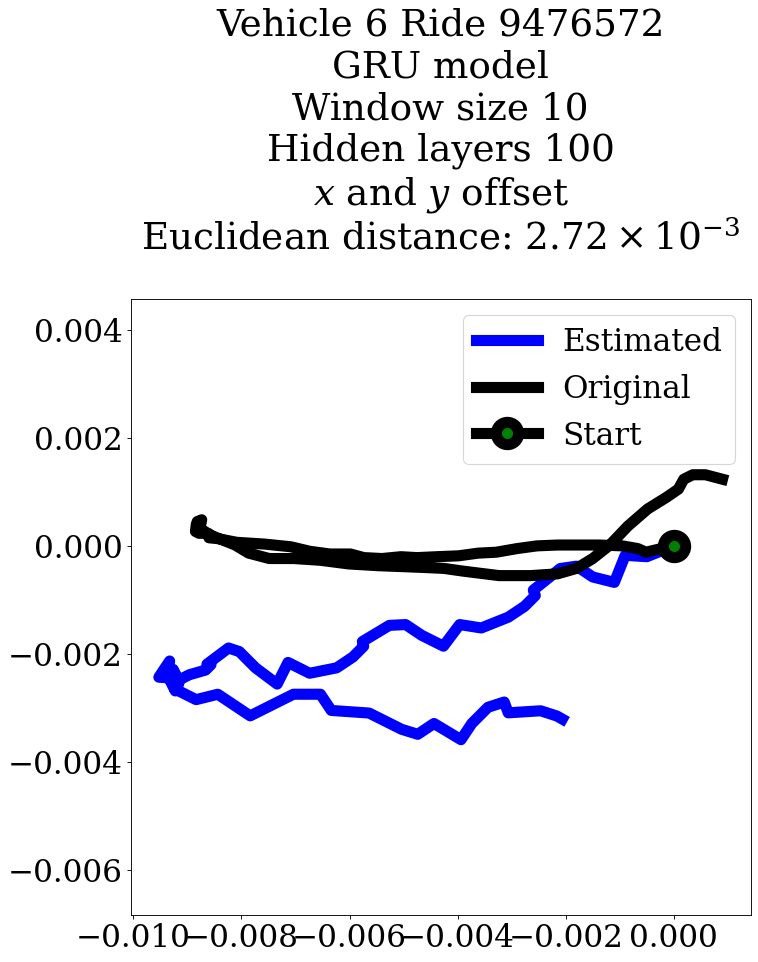 Vehicle 6 Ride 9476572
GRU model
Window size 10
Hidden layers 100
x and y offset
Euclidean distance: 2.72 × 10⁻³
Estimated
Original
Start
0.004
0.002
0.000
−0.002
−0.004
−0.006
−0.010 −0.008 −0.006 −0.004 −0.002 0.000